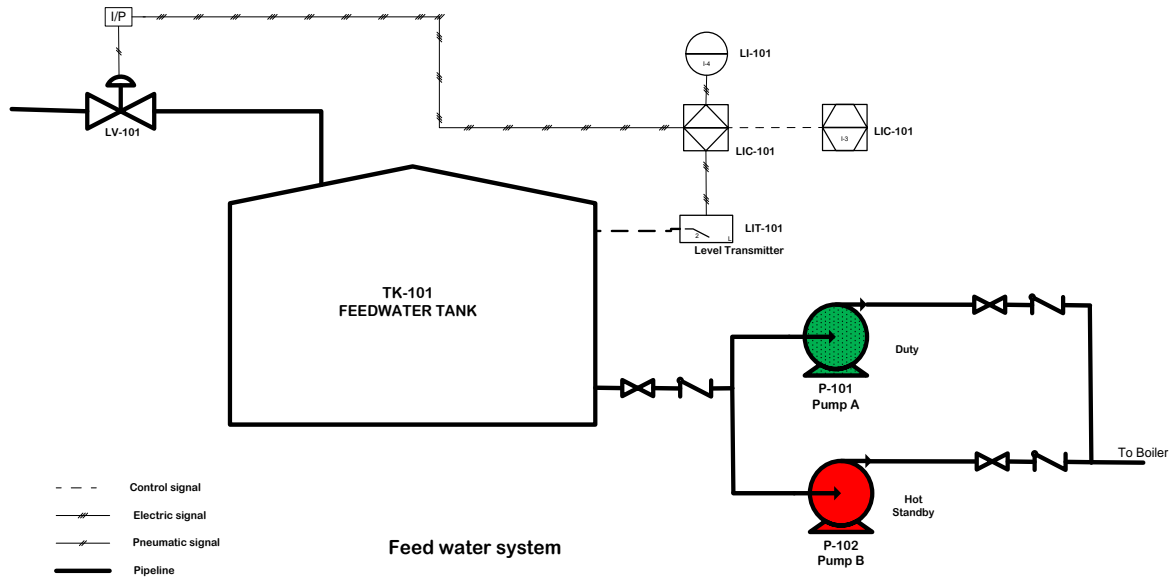 I/P
LI-101
I-4
LV-101
LIC-101
I-3
LIC-101
LIT-101
2
L
Level Transmitter
TK-101
FEEDWATER TANK
Duty
P-101
Pump A
To Boiler
Hot
Standby
P-102
Pump B
Control signal
Electric signal
Pneumatic signal
Pipeline
Feed water system